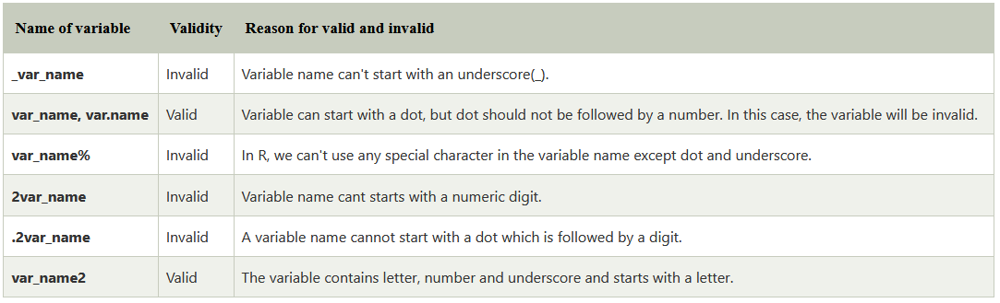 Name of variable Validity Reason for valid and invalid
_var_name Invalid Variable name can't start with an underscore(_).
var_name, var.name Valid Variable can start with a dot, but dot should not be followed by a number. In this case, the variable will be invalid.
var_name% Invalid In R, we can't use any special character in the variable name except dot and underscore.
2var_name Invalid Variable name cant starts with a numeric digit.
.2var_name Invalid A variable name cannot start with a dot which is followed by a digit.
var_name2 Valid The variable contains letter, number and underscore and starts with a letter.